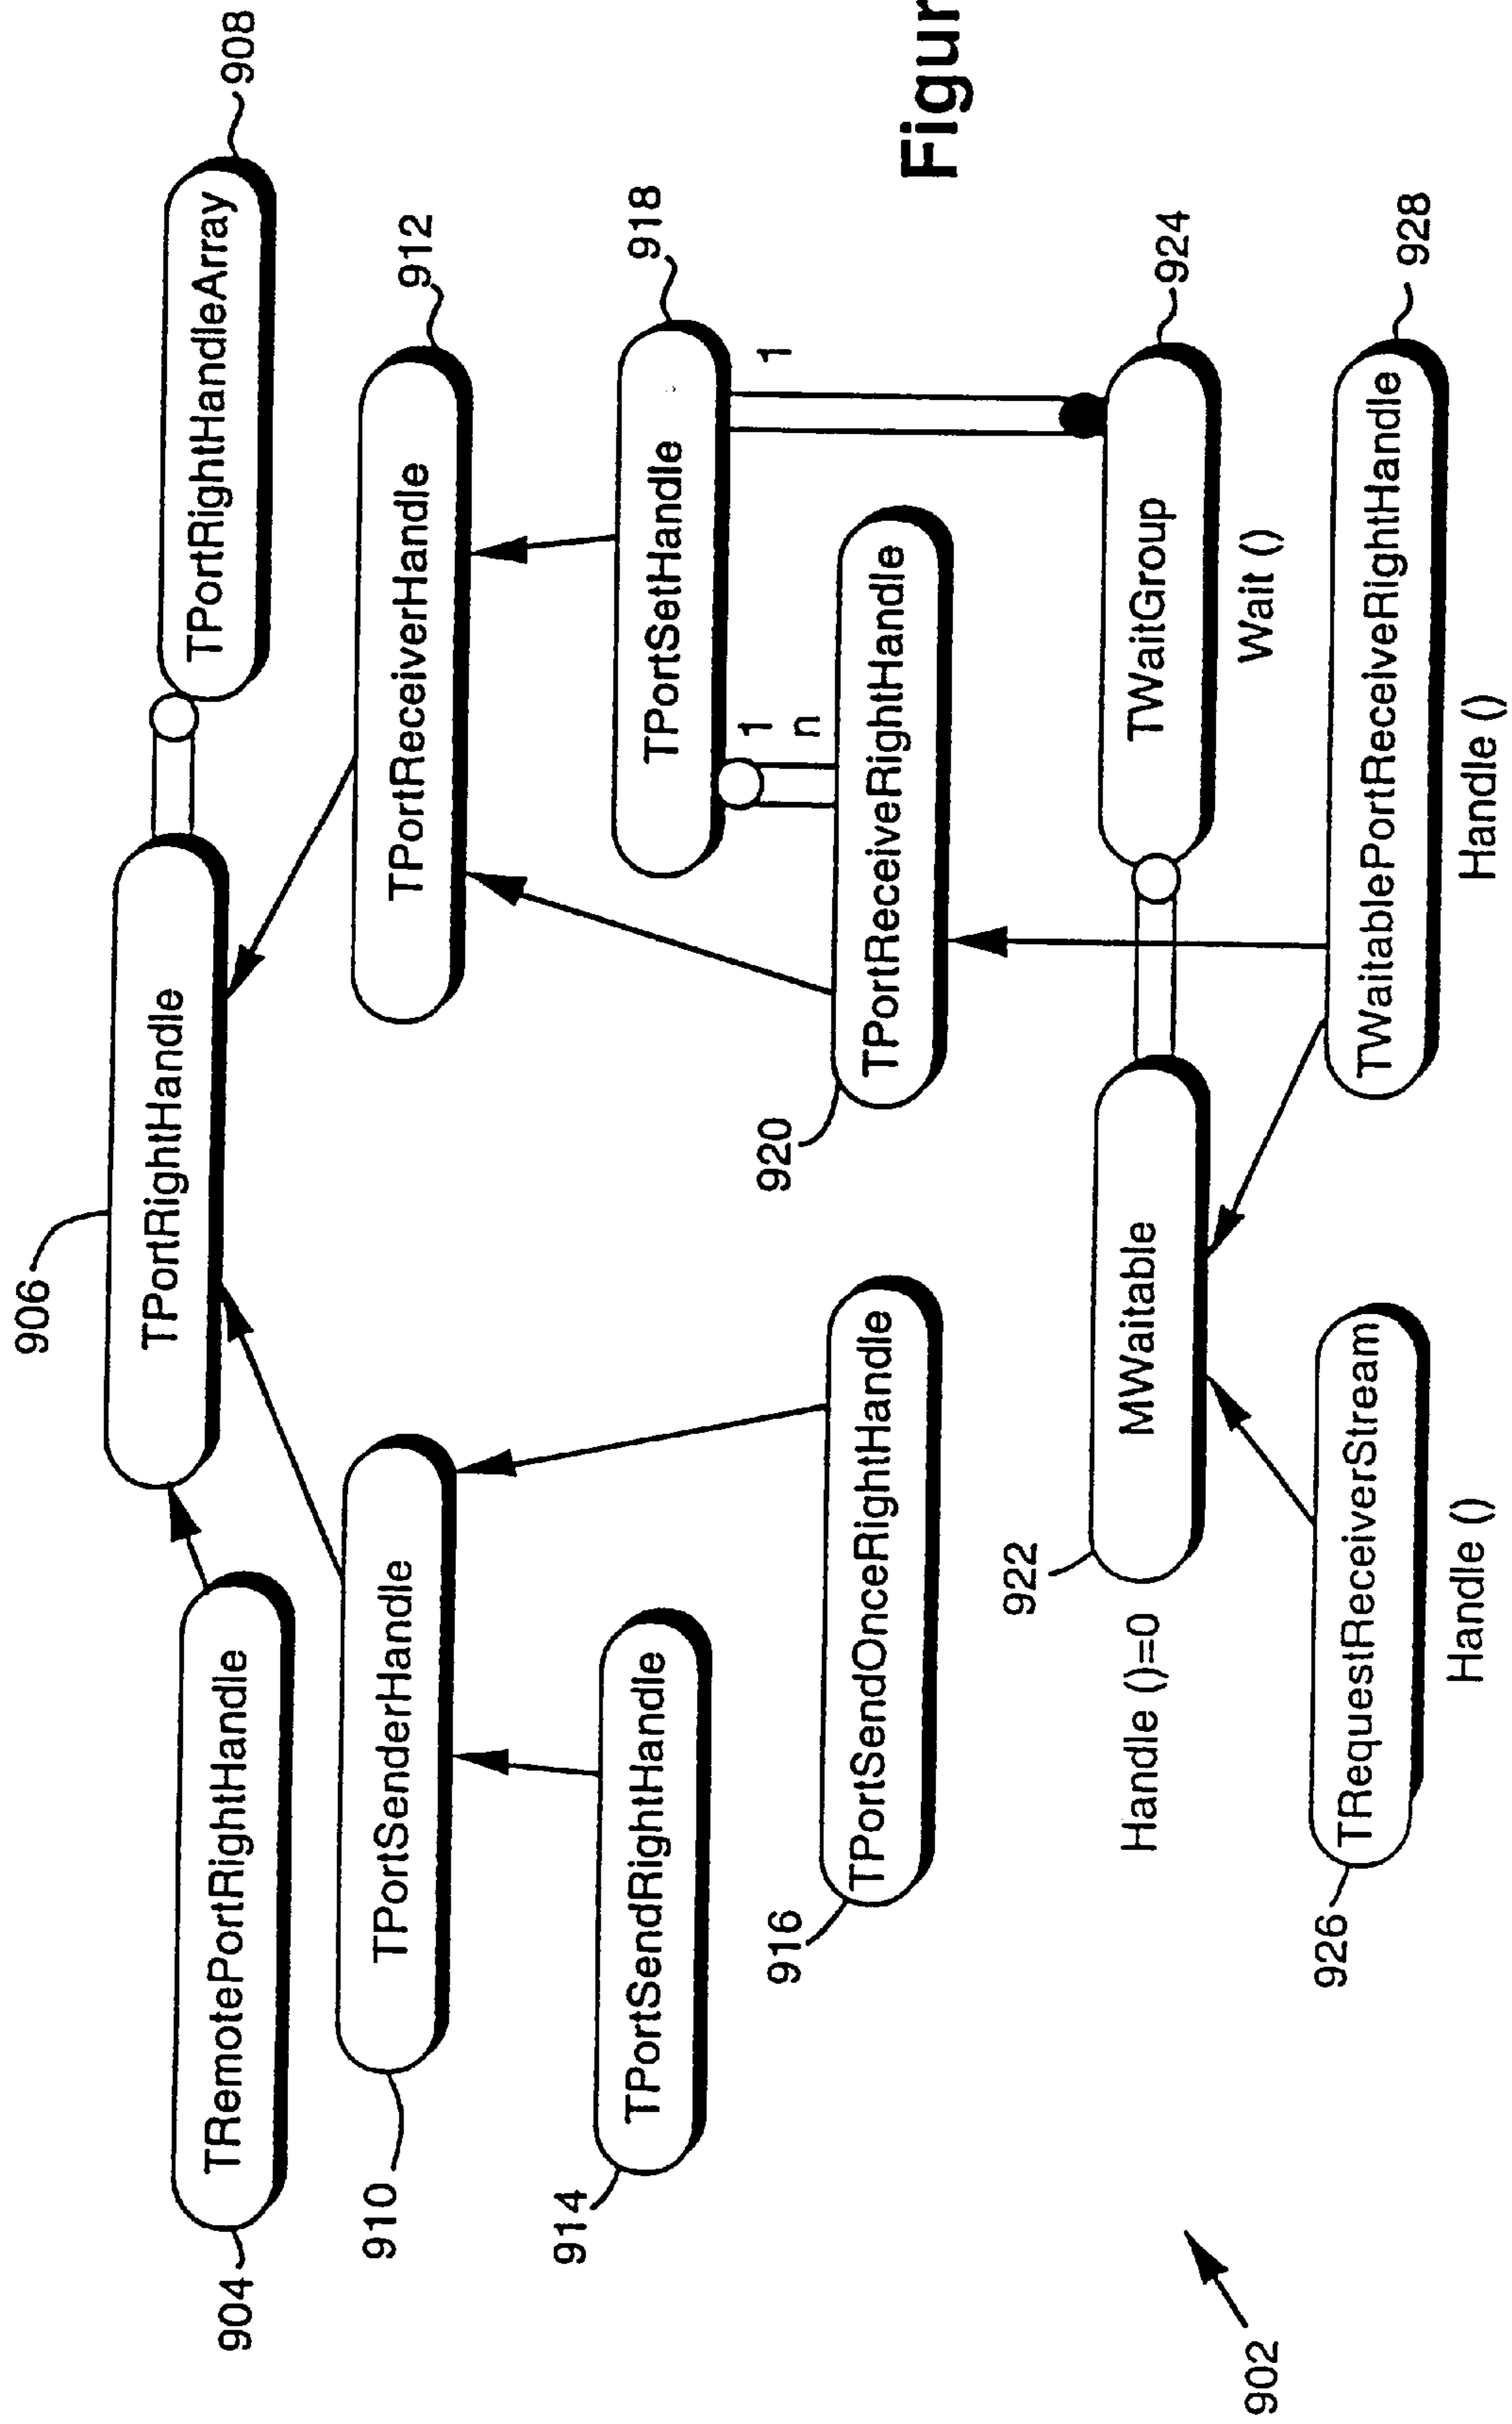 906
908
TRemotePortRightHandle
TPortRightHandle
TPortRightHandleArray
904
910
912
TPortSenderHandle
TPortReceiverHandle
914
TPortSendRightHandle
918
TPortSetHandle
1
1
n
916
TPortSendOnceRightHandle
920
TPortReceiveRightHandle
Figur
922
Handle ()=0
MWaitable
TWaitGroup
924
Wait ()
902
926
TRequestReceiverStream
Handle ()
TWaitablePortReceiveRightHandle
928
Handle ()